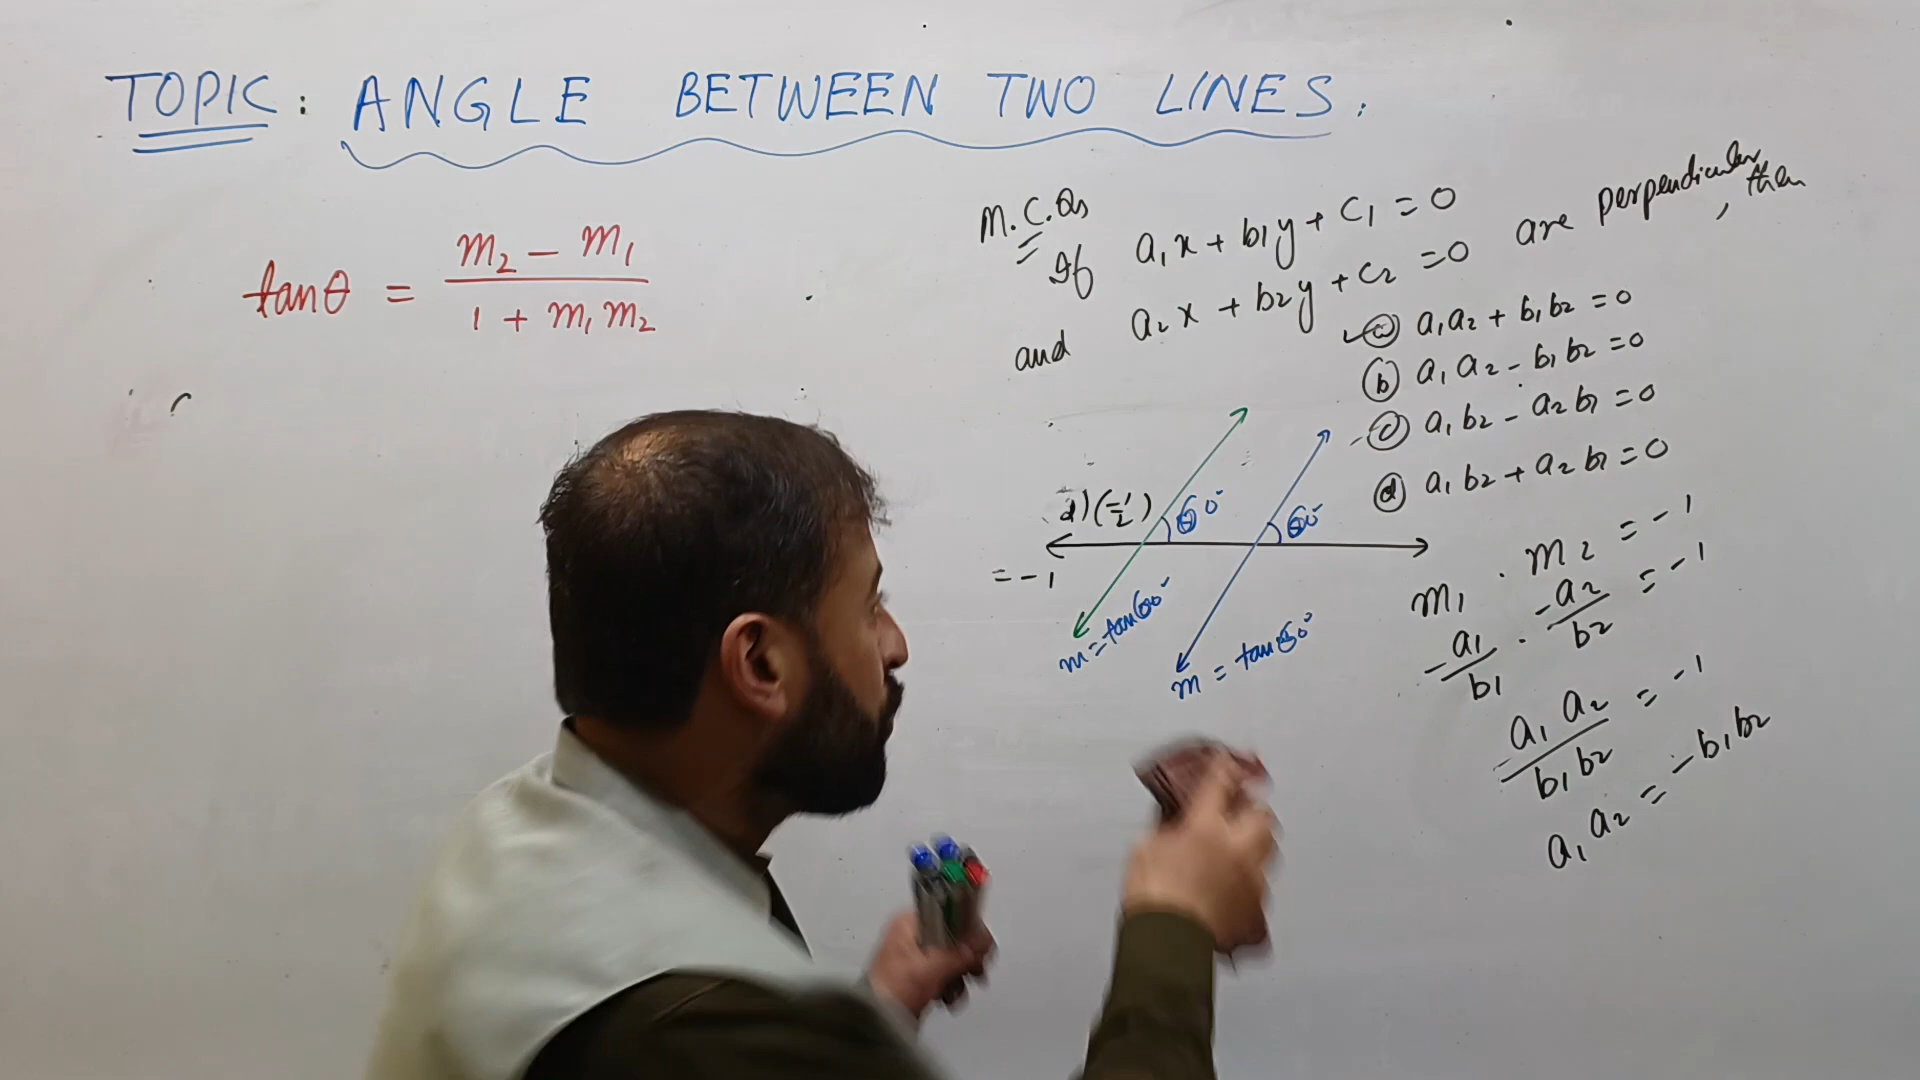 TOPIC: ANGLE BETWEEN TWO LINES.
tanθ = (m₂ - m₁) / (1 + m₁m₂)
M.C.Qs
If a₁x + b₁y + c₁ = 0
and a₂x + b₂y + c₂ = 0 are perpendicular, then
(a) a₁a₂ + b₁b₂ = 0
(b) a₁a₂ - b₁b₂ = 0
(c) a₁b₂ - a₂b₁ = 0
(d) a₁b₂ + a₂b₁ = 0
(-1/2)
= -1
60°
60°
m = tan60°
m = tan60°
m₁ . m₂ = -1
-a₁/b₁ . -a₂/b₂ = -1
a₁a₂/b₁b₂ = -1
a₁a₂ = -b₁b₂